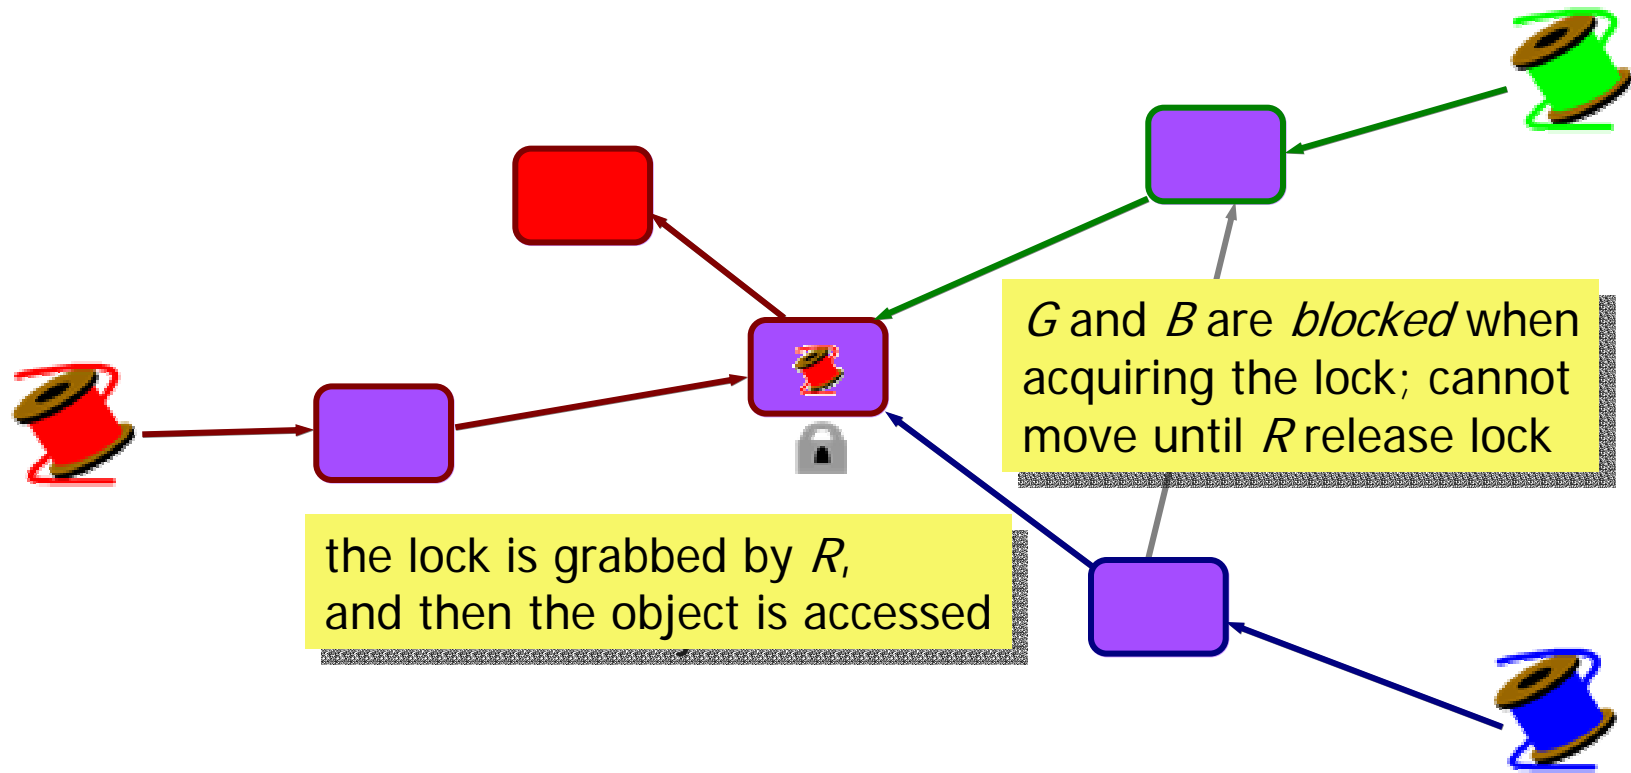 G and B are blocked when
acquiring the lock; cannot
move until R release lock
the lock is grabbed by R,
and then the object is accessed